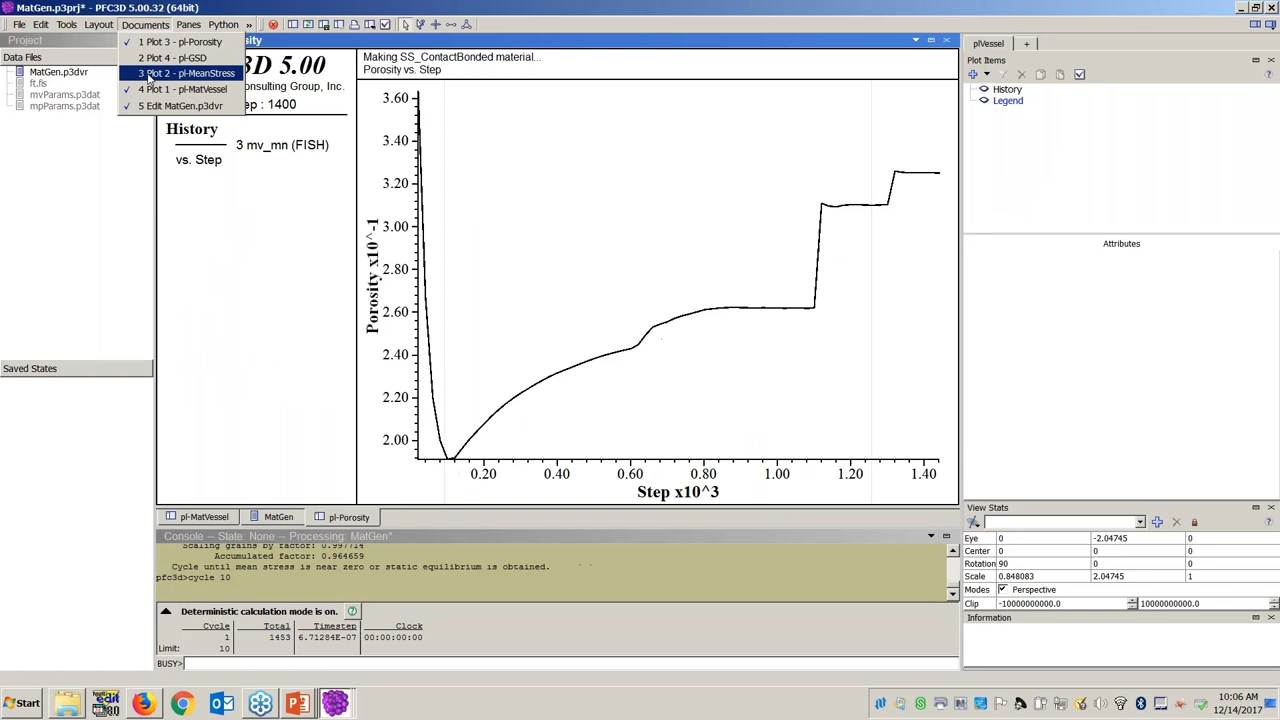 MatGen.p3prj* - PFC3D 5.00.32 (64bit)
File Edit Tools Layout Documents Panes Python »
Project
Data Files
MatGen.p3dvr
ft.fis
mvParams.p3dat
mpParams.p3dat
Saved States
1 Plot 3 - pl-Porosity
2 Plot 4 - pl-GSD
3 Plot 2 - pl-MeanStress
4 Plot 1 - pl-MatVessel
5 Edit MatGen.p3dvr
3D 5.00
Consulting Group, Inc.
: 1400
History
3 mv_mn (FISH)
vs. Step
Making SS_ContactBonded material...
Porosity vs. Step
3.60
3.40
3.20
3.00
2.80
2.60
2.40
2.20
2.00
Porosity x10^-1
0.20 0.40 0.60 0.80 1.00 1.20 1.40
Step x10^3
pl-MatVessel MatGen pl-Porosity
Console -- State: None -- Processing: MatGen*
Scaling grains by factor: 0.997714
Accumulated factor: 0.964659
Cycle until mean stress is near zero or static equilibrium is obtained.
pfc3d>cycle 10
Deterministic calculation mode is on.
Cycle Total Timestep Clock
1 1453 6.71284E-07 00:00:00:00
Limit: 10
BUSY>
plVessel +
Plot Items
History
Legend
Attributes
View Stats
Eye 0 -2.04745 0
Center 0 0 0
Rotation 90 0 0
Scale 0.848083 2.04745 1
Modes Perspective
Clip -10000000000.0 10000000000.0
Information
Start
10:06 AM
12/14/2017